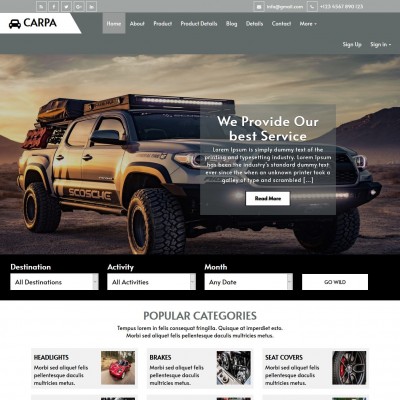 info@gmail.com +123 4567 890 123
CARPA
Home About Product Product Details Blog Details Contact More
Sign Up Sign in
We Provide Our
best Service
Lorem Ipsum is simply dummy text of the
printing and typesetting industry. Lorem Ipsum
has been the industry's standard dummy text
ever since the when an unknown printer took a
galley of type and scrambled [...]
Read More
SCOSCHE
Destination Activity Month
All Destinations All Activities Any Date GO WILD
POPULAR CATEGORIES
Tempus lorem in felis consequat fringilla. Quisque at imperdiet esto.
Morbi sed aliquet felis pellentesque daculis multricies metus.
HEADLIGHTS BRAKES SEAT COVERS
Morbi sed aliquet felis Morbi sed aliquet felis Morbi sed aliquet felis
pellentesque daculis pellentesque daculis pellentesque daculis
multricies metus. multricies metus. multricies metus.